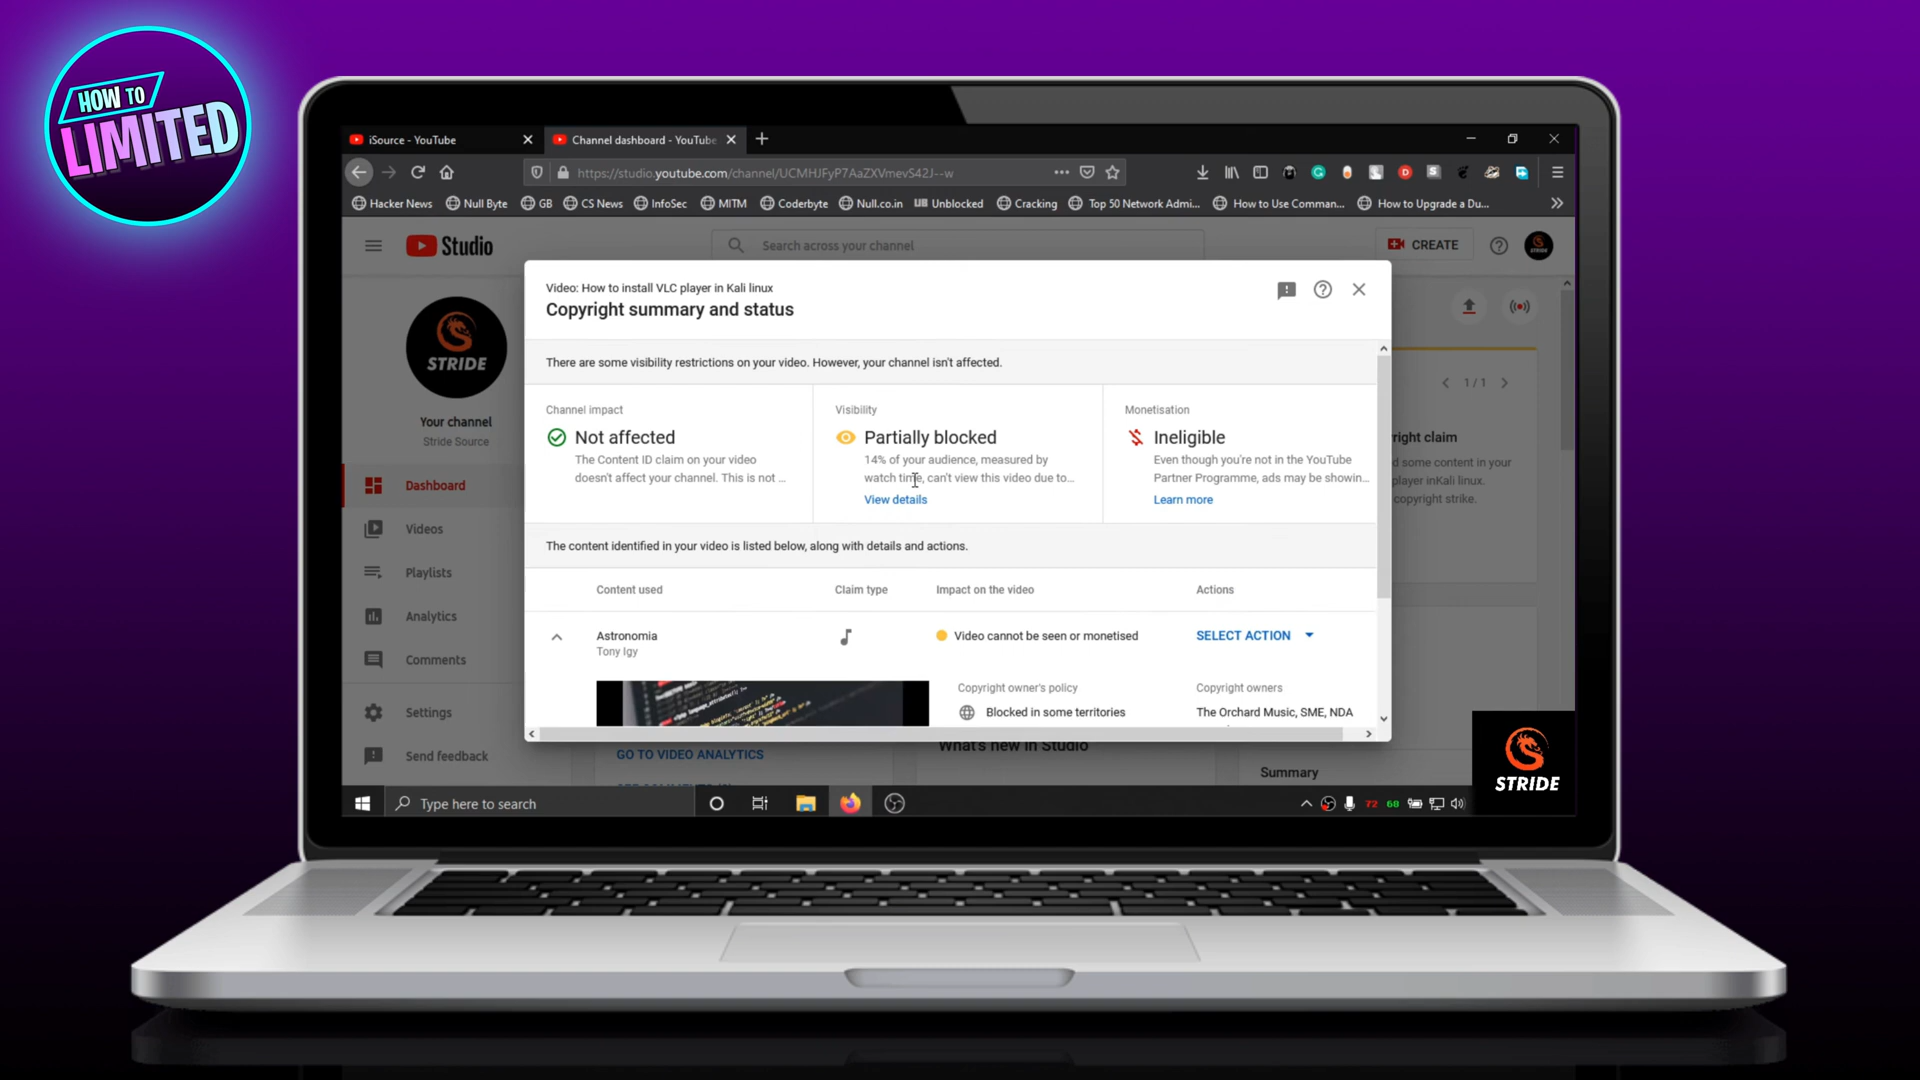 HOW TO
LIMITED
iSource - YouTube
Channel dashboard - YouTube
https://studio.youtube.com/channel/UCMHJFyP7AaZXVmevS42J--w
Hacker News
Null Byte
GB
CS News
InfoSec
MITM
Coderbyte
Null.co.in
UB Unblocked
Cracking
Top 50 Network Admi...
How to Use Comman...
How to Upgrade a Du...
Studio
Search across your channel
CREATE
STRIDE
Your channel
Stride Source
Dashboard
Videos
Playlists
Analytics
Comments
Settings
Send feedback
Video: How to install VLC player in Kali linux
Copyright summary and status
There are some visibility restrictions on your video. However, your channel isn't affected.
Channel impact
Not affected
The Content ID claim on your video
doesn't affect your channel. This is not ...
Visibility
Partially blocked
14% of your audience, measured by
watch time, can't view this video due to...
View details
Monetisation
Ineligible
Even though you're not in the YouTube
Partner Programme, ads may be showin...
Learn more
The content identified in your video is listed below, along with details and actions.
Content used
Claim type
Impact on the video
Actions
Astronomia
Tony Igy
Video cannot be seen or monetised
SELECT ACTION
Copyright owner's policy
Blocked in some territories
Copyright owners
The Orchard Music, SME, NDA
1 / 1
right claim
d some content in your
player inKali linux.
copyright strike.
GO TO VIDEO ANALYTICS
What's new in Studio
Summary
STRIDE
Type here to search
72
68